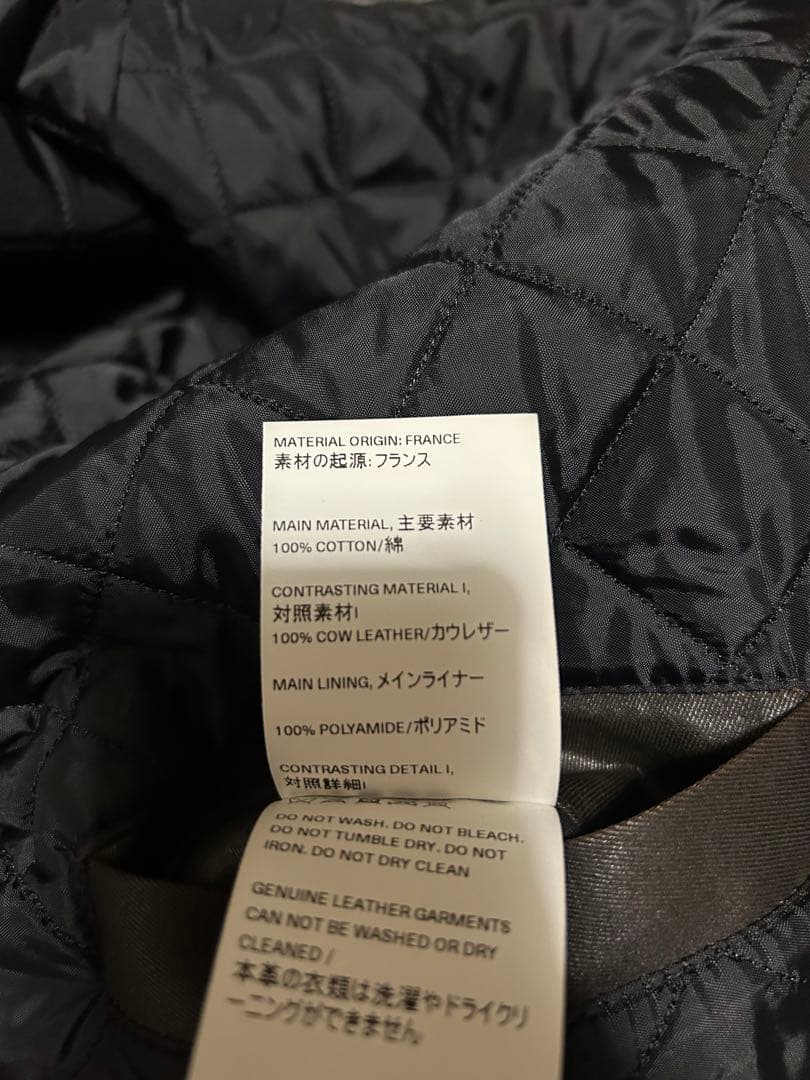 MATERIAL ORIGIN: FRANCE
素材の起源:フランス
MAIN MATERIAL, 主要素材
100% COTTON/綿
CONTRASTING MATERIAL I,
対照素材I
100% COW LEATHER/カウレザー
MAIN LINING, メインライナー
100% POLYAMIDE/ポリアミド
CONTRASTING DETAIL I,
対照詳細I
DO NOT WASH. DO NOT BLEACH.
DO NOT TUMBLE DRY. DO NOT
IRON. DO NOT DRY CLEAN
GENUINE LEATHER GARMENTS
CAN NOT BE WASHED OR DRY
CLEANED /
本革の衣類は洗濯やドライクリ
ーニングができません